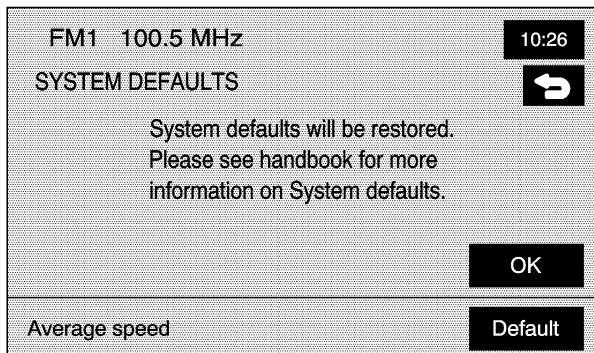 FM1 100.5 MHz 10:26
SYSTEM DEFAULTS
System defaults will be restored.
Please see handbook for more
information on System defaults.
OK
Average speed Default